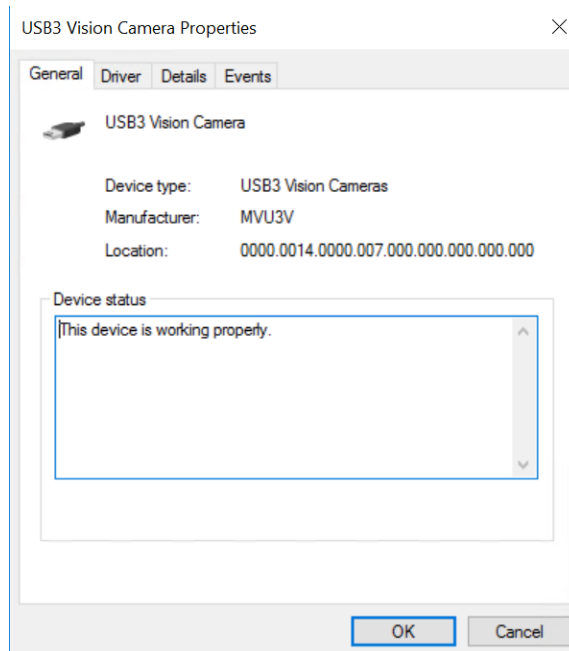 USB3 Vision Camera Properties
General Driver Details Events
USB3 Vision Camera
Device type: USB3 Vision Cameras
Manufacturer: MVU3V
Location: 0000.0014.0000.007.000.000.000.000.000
Device status
This device is working properly.
OK Cancel